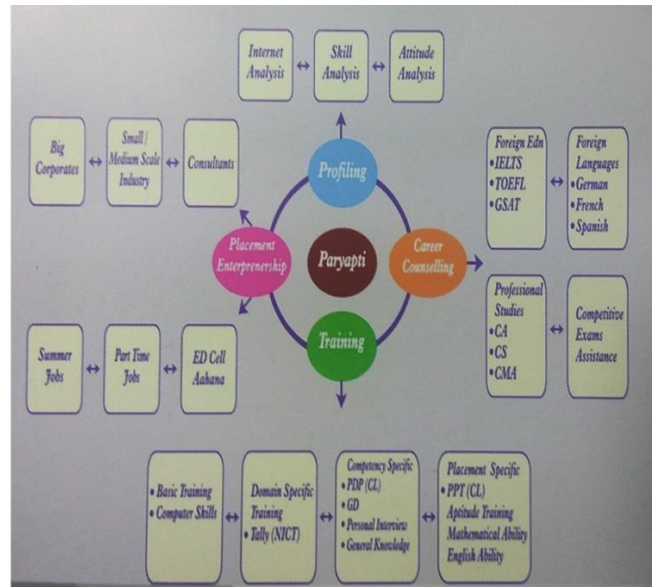 Internet
Analysis
Skill
Analysis
Attitude
Analysis
Big
Corporates
Small /
Medium Scale
Industry
Consultants
Profiling
Foreign Edn
• IELTS
• TOEFL
• GSAT
Foreign
Languages
• German
• French
• Spanish
Placement
Enterprenership
Paryapti
Career
Counselling
Professional
Studies
• CA
• CS
• CMA
Competitive
Exams
Assistance
Training
Summer
Jobs
Part Time
Jobs
ED Cell
Aahana
• Basic Training
• Computer Skills
Domain Specific
Training
• Tally (NICT)
Competency Specific
• PDP (CL)
• GD
• Personal Interview
• General Knowledge
Placement Specific
• PPT (CL)
Aptitude Training
Mathematical Ability
English Ability